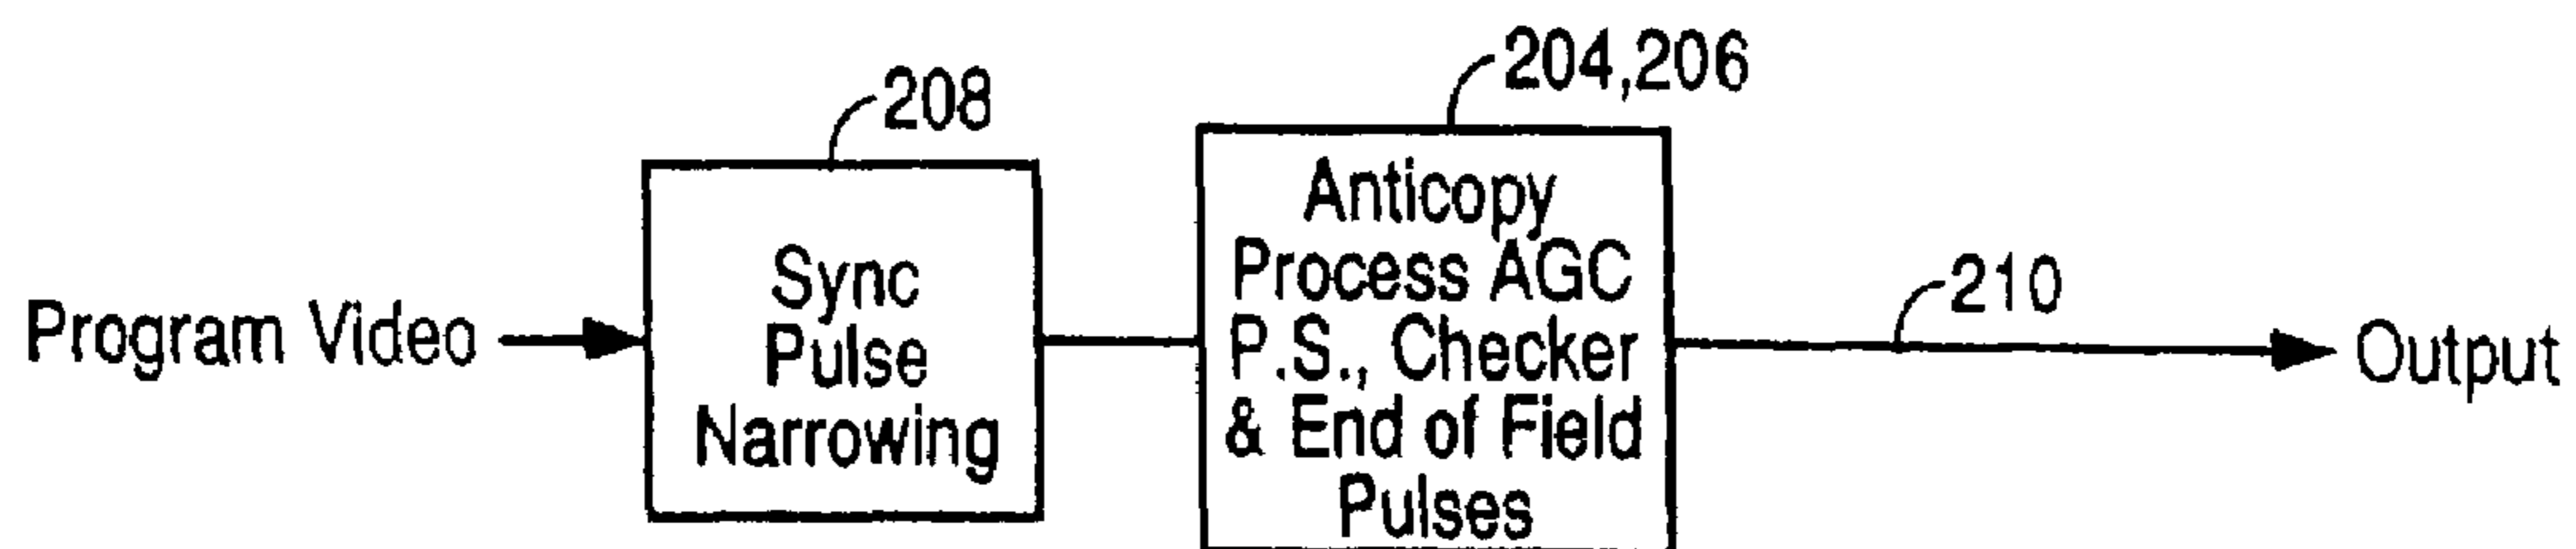 208
204,206
Program Video
Sync
Pulse
Narrowing
Anticopy
Process AGC
P.S., Checker
& End of Field
Pulses
210
Output